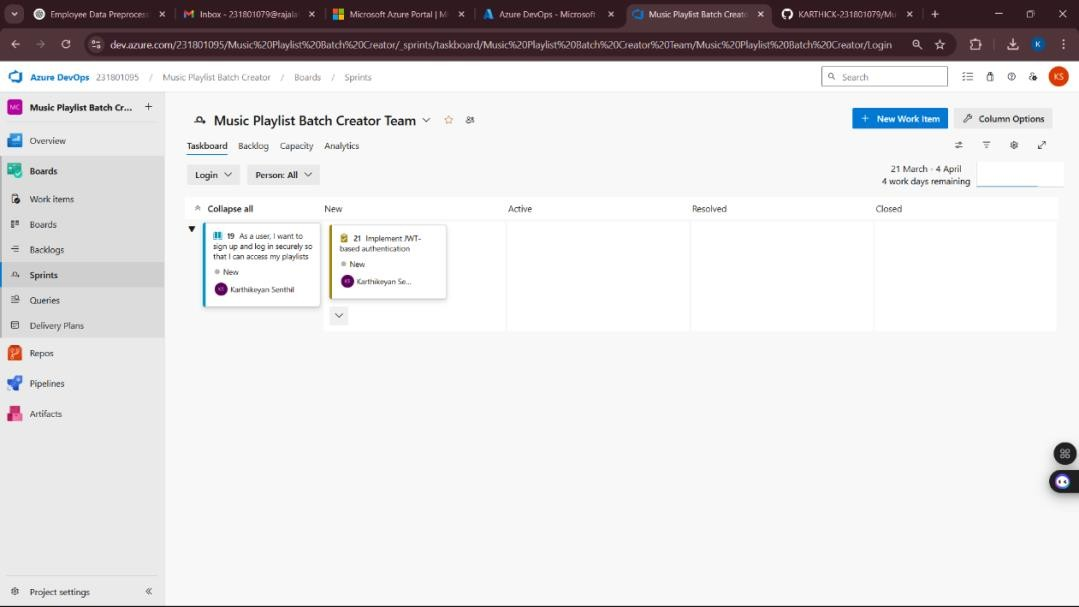 Employee Data Preprocess
Inbox - 231801079@rajala
Microsoft Azure Portal | M
Azure DevOps - Microsoft
Music Playlist Batch Creato
KARTHICK-231801079/Mu
dev.azure.com/231801095/Music%20Playlist%20Batch%20Creator/_sprints/taskboard/Music%20Playlist%20Batch%20Creator%20Team/Music%20Playlist%20Batch%20Creator/Login
K
Azure DevOps 231801095 / Music Playlist Batch Creator / Boards / Sprints
Search
KS
MC Music Playlist Batch Cr... +
Overview
Boards
Work items
Boards
Backlogs
Sprints
Queries
Delivery Plans
Repos
Pipelines
Artifacts
Project settings
Music Playlist Batch Creator Team
+ New Work Item
Column Options
Taskboard Backlog Capacity Analytics
Login
Person: All
21 March - 4 April
4 work days remaining
Collapse all New Active Resolved Closed
19 As a user, I want to
sign up and log in securely so
that I can access my playlists
New
KS Karthikeyan Senthil
21 Implement JWT-
based authentication
New
KS Karthikeyan Se...